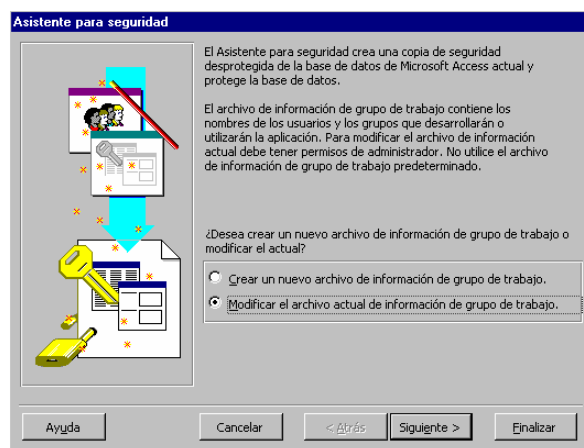 Asistente para seguridad
El Asistente para seguridad crea una copia de seguridad
desprotegida de la base de datos de Microsoft Access actual y
protege la base de datos.
El archivo de información de grupo de trabajo contiene los
nombres de los usuarios y los grupos que desarrollarán o
utilizarán la aplicación. Para modificar el archivo de información
actual debe tener permisos de administrador. No utilice el archivo
de información de grupo de trabajo predeterminado.
¿Desea crear un nuevo archivo de información de grupo de trabajo o
modificar el actual?
Crear un nuevo archivo de información de grupo de trabajo.
Modificar el archivo actual de información de grupo de trabajo.
Ayuda
Cancelar
< Atrás
Siguiente >
Finalizar